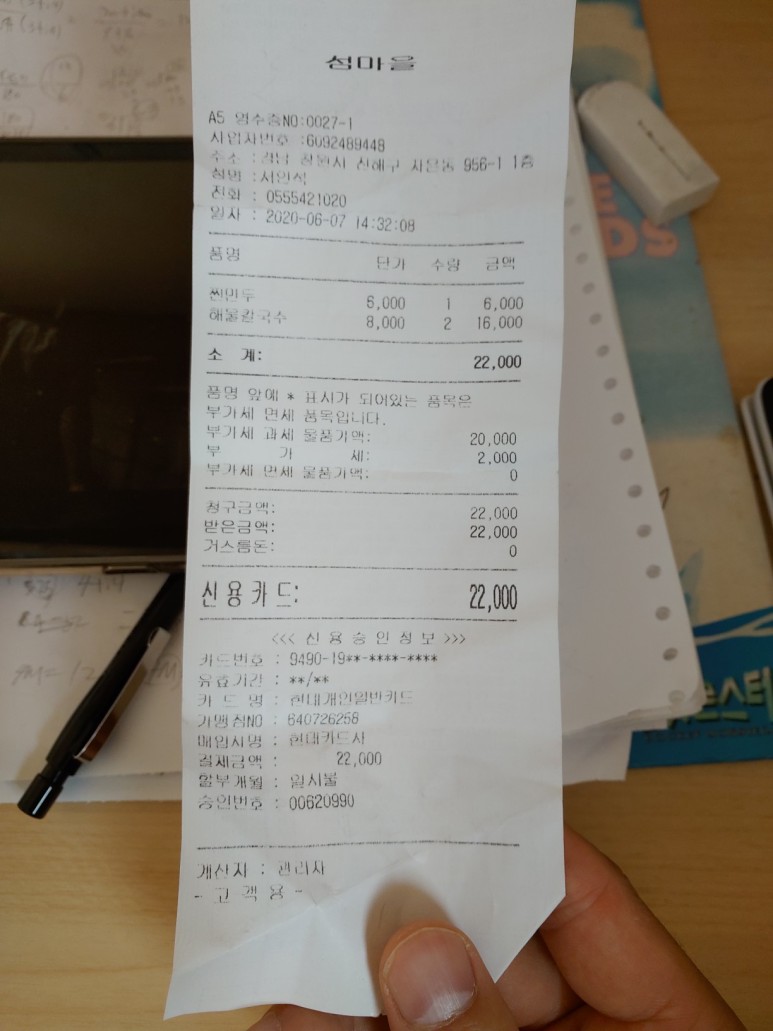 섬마을
A5 영수증NO:0027-1
사업자번호 :6092489448
주소 : 경남 창원시 진해구 자은동 956-1 1층
성명 : 서인식
전화 : 0555421020
일자 : 2020-06-07 14:32:08
품명 단가 수량 금액
찐만두 6,000 1 6,000
해물칼국수 8,000 2 16,000
소 계: 22,000
품명 앞에 * 표시가 되어있는 품목은
부가세 면세 품목입니다.
부가세 과세 물품가액: 20,000
부 가 세: 2,000
부가세 면세 물품가액: 0
청구금액: 22,000
받은금액: 22,000
거스름돈: 0
신용카드: 22,000
<<< 신 용 승 인 정 보 >>>
카드번호 : 9490-19**-****-****
유효기간 : **/**
카 드 명 : 현대개인일반카드
가맹점NO : 640726258
매입사명 : 현대카드사
결제금액 : 22,000
할부개월 : 일시불
승인번호 : 00620990
계산자 : 관리자
- 고 객 용 -